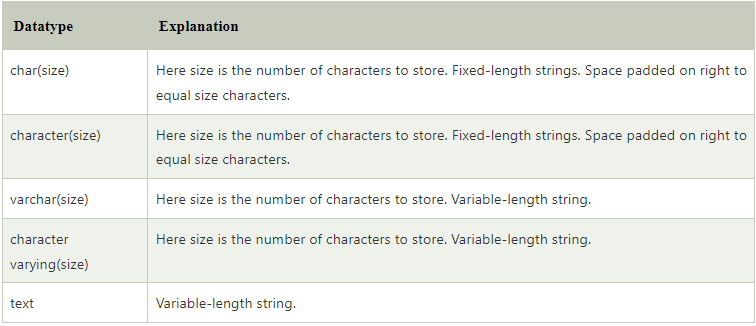 Datatype Explanation
char(size) Here size is the number of characters to store. Fixed-length strings. Space padded on right to
equal size characters.
character(size) Here size is the number of characters to store. Fixed-length strings. Space padded on right to
equal size characters.
varchar(size) Here size is the number of characters to store. Variable-length string.
character Here size is the number of characters to store. Variable-length string.
varying(size)
text Variable-length string.